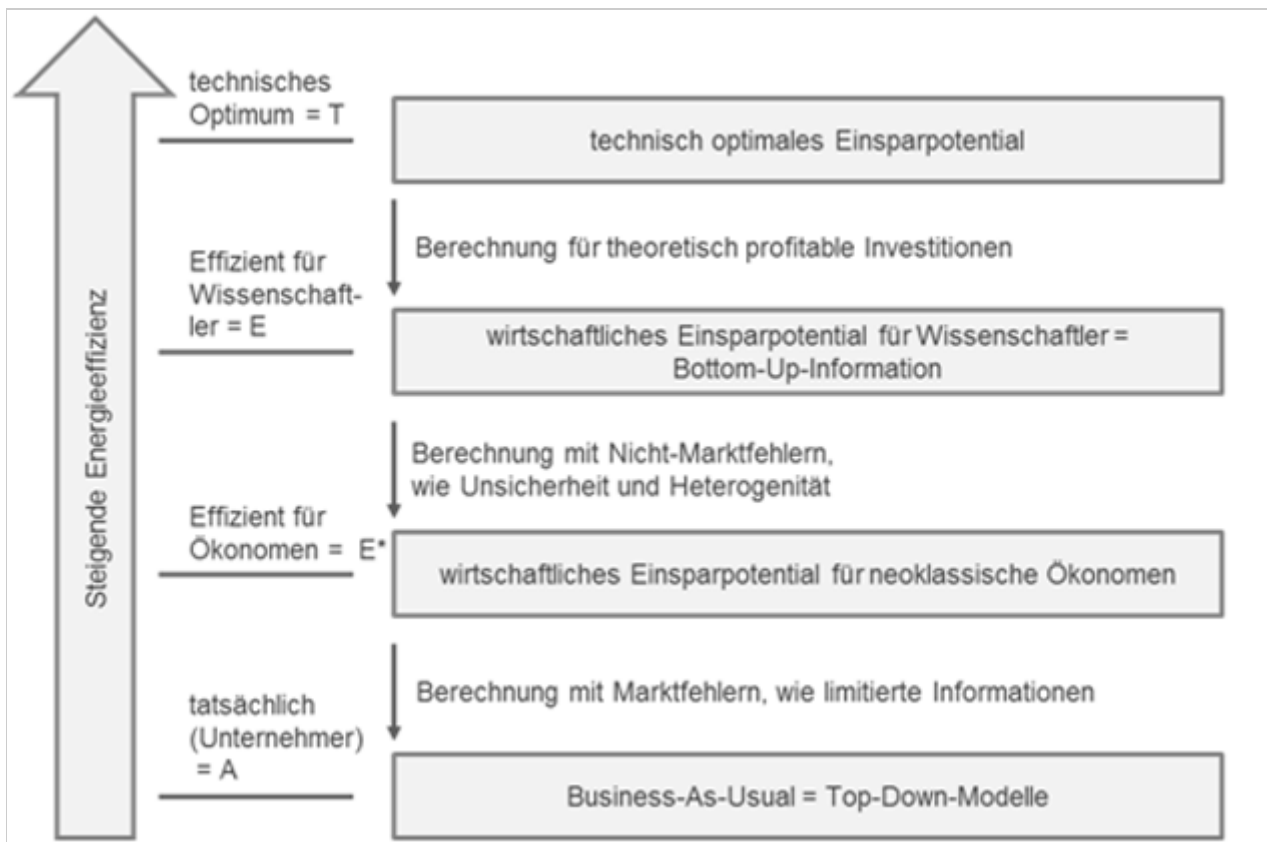 technisches
Optimum = T
technisch optimales Einsparpotential
Berechnung für theoretisch profitable Investitionen
Effizient für
Wissenschaft-
ler = E
wirtschaftliches Einsparpotential für Wissenschaftler =
Bottom-Up-Information
Berechnung mit Nicht-Marktfehlern,
wie Unsicherheit und Heterogenität
Effizient für
Ökonomen = E*
wirtschaftliches Einsparpotential für neoklassische Ökonomen
Berechnung mit Marktfehlern, wie limitierte Informationen
tatsächlich
(Unternehmer)
= A
Business-As-Usual = Top-Down-Modelle
Steigende Energieeffizienz